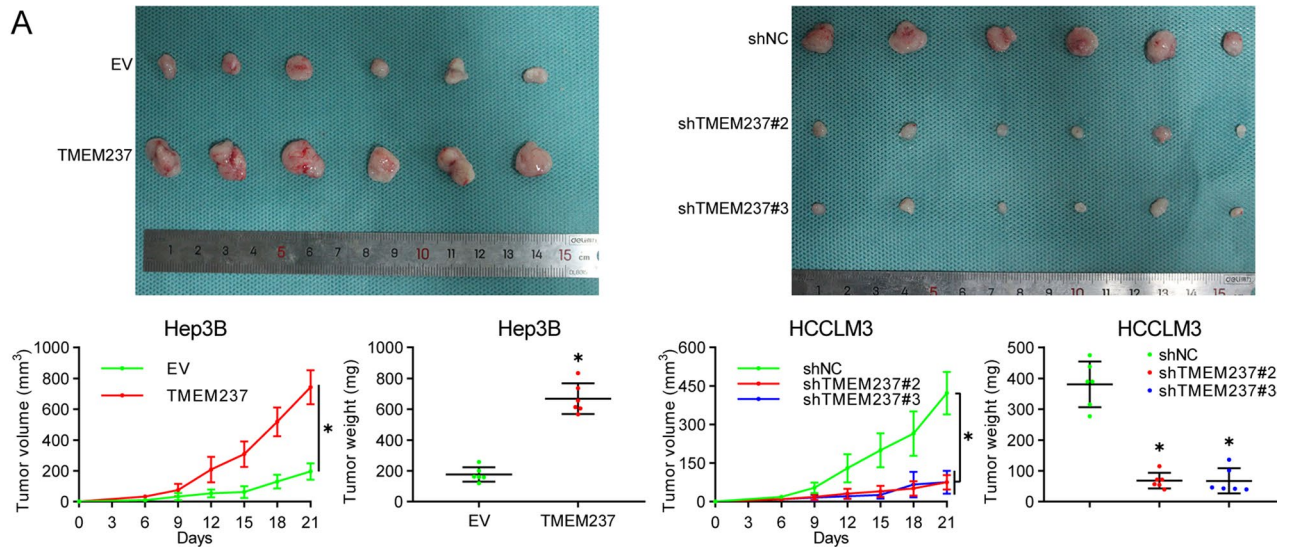 A
EV
TMEM237
1 2 3 4 5 6 7 8 9 10 11 12 13 14 15 cm
shNC
shTMEM237#2
shTMEM237#3
1 2 3 4 5 6 7 8 9 10 11 12 13 14 15
Hep3B
Tumor volume (mm³)
1000
800
600
400
200
0
EV
TMEM237
*
0 3 6 9 12 15 18 21
Days
Hep3B
Tumor weight (mg)
1000
800
600
400
200
0
*
EV TMEM237
HCCLM3
Tumor volume (mm³)
600
450
300
150
0
shNC
shTMEM237#2
shTMEM237#3
*
0 3 6 9 12 15 18 21
Days
HCCLM3
Tumor weight (mg)
500
400
300
200
100
0
shNC
shTMEM237#2
shTMEM237#3
* *